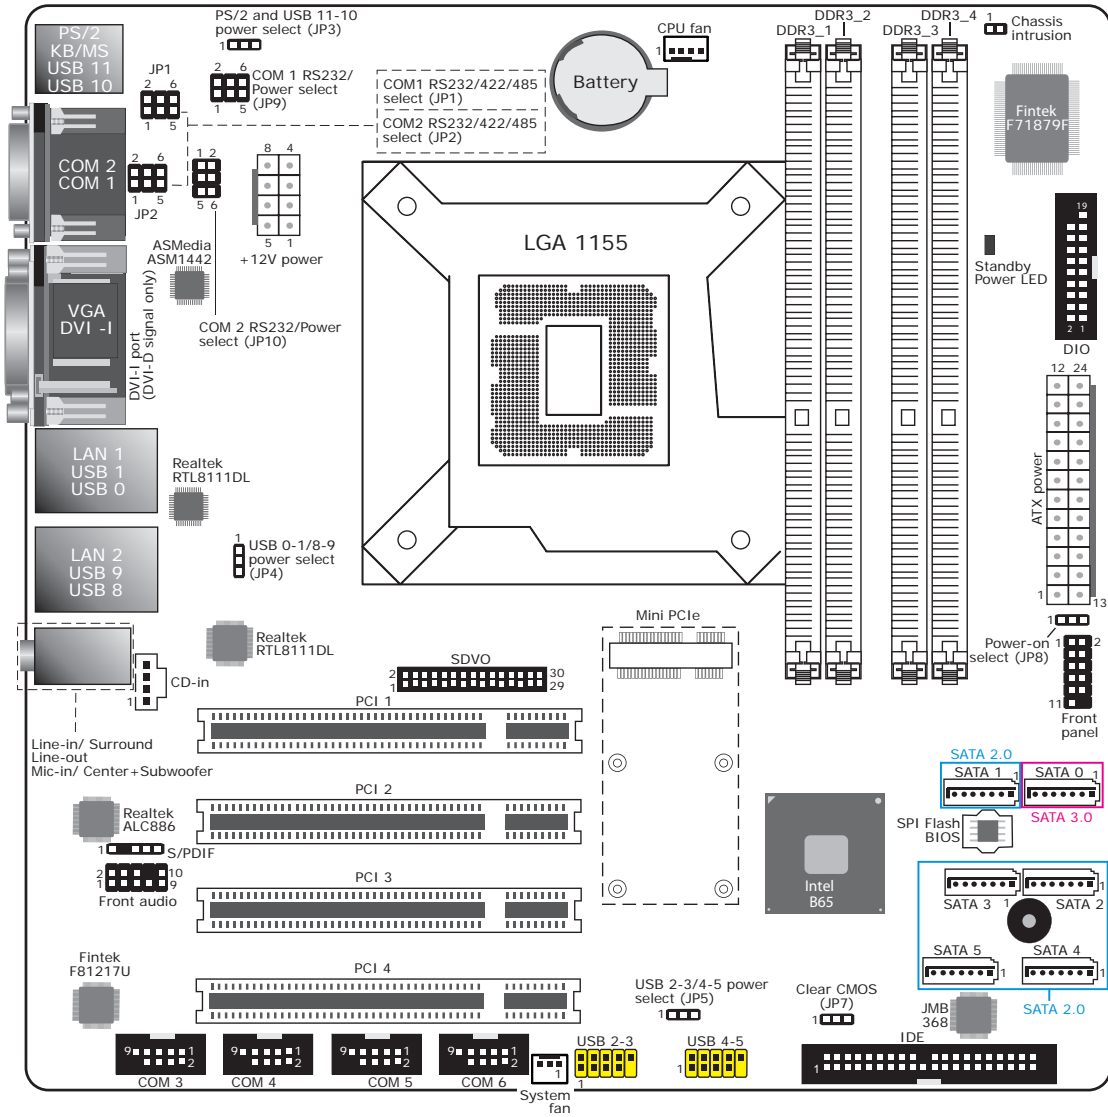 PS/2 and USB 11-10
power select (JP3)
1
PS/2
KB/MS
USB 11
USB 10
JP1
2 6
1 5
2 6
1 5
COM 1 RS232/
Power select
(JP9)
COM1 RS232/422/485
select (JP1)
COM2 RS232/422/485
select (JP2)
Battery
CPU fan
1
DDR3_1
DDR3_2
DDR3_3
DDR3_4
1
Chassis
intrusion
Fintek
F71879F
COM 2
COM 1
2 6
1 5
JP2
1 2
5 6
8 4
5 1
+12V power
ASMedia
ASM1442
COM 2 RS232/Power
select (JP10)
VGA
DVI -I
DVI-I port
(DVI-D signal only)
LGA 1155
Standby
Power LED
19
2 1
DIO
12 24
ATX power
1
13
LAN 1
USB 1
USB 0
Realtek
RTL8111DL
1
USB 0-1/8-9
power select
(JP4)
LAN 2
USB 9
USB 8
Realtek
RTL8111DL
Mini PCIe
1
Power-on
select (JP8)
1 2
11
Front
panel
SDVO
2
1
30
29
1
CD-in
Line-in/ Surround
Line-out
Mic-in/ Center+Subwoofer
PCI 1
SATA 2.0
SATA 1
1
SATA 0
1
SATA 3.0
SPI Flash
BIOS
PCI 2
Realtek
ALC886
1
S/PDIF
2
1
10
9
Front audio
Intel
B65
PCI 3
SATA 3
1
SATA 2
1
SATA 5
1
SATA 4
1
SATA 2.0
Fintek
F81217U
PCI 4
USB 2-3/4-5 power
select (JP5)
1
Clear CMOS
(JP7)
1
JMB
368
9 1
2
COM 3
9 1
2
COM 4
9 1
2
COM 5
9 1
2
COM 6
1
System
fan
USB 2-3
1
USB 4-5
1
IDE
1